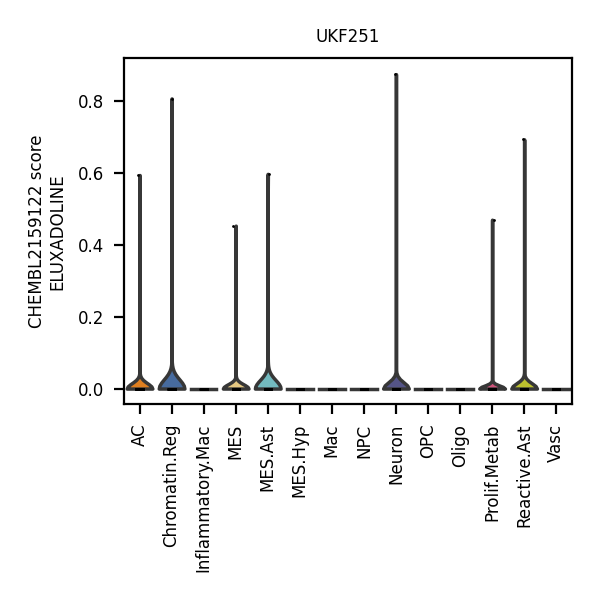 UKF251
CHEMBL2159122 score
ELUXADOLINE
0.8
0.6
0.4
0.2
0.0
AC
Chromatin.Reg
Inflammatory.Mac
MES
MES.Ast
MES.Hyp
Mac
NPC
Neuron
OPC
Oligo
Prolif.Metab
Reactive.Ast
Vasc